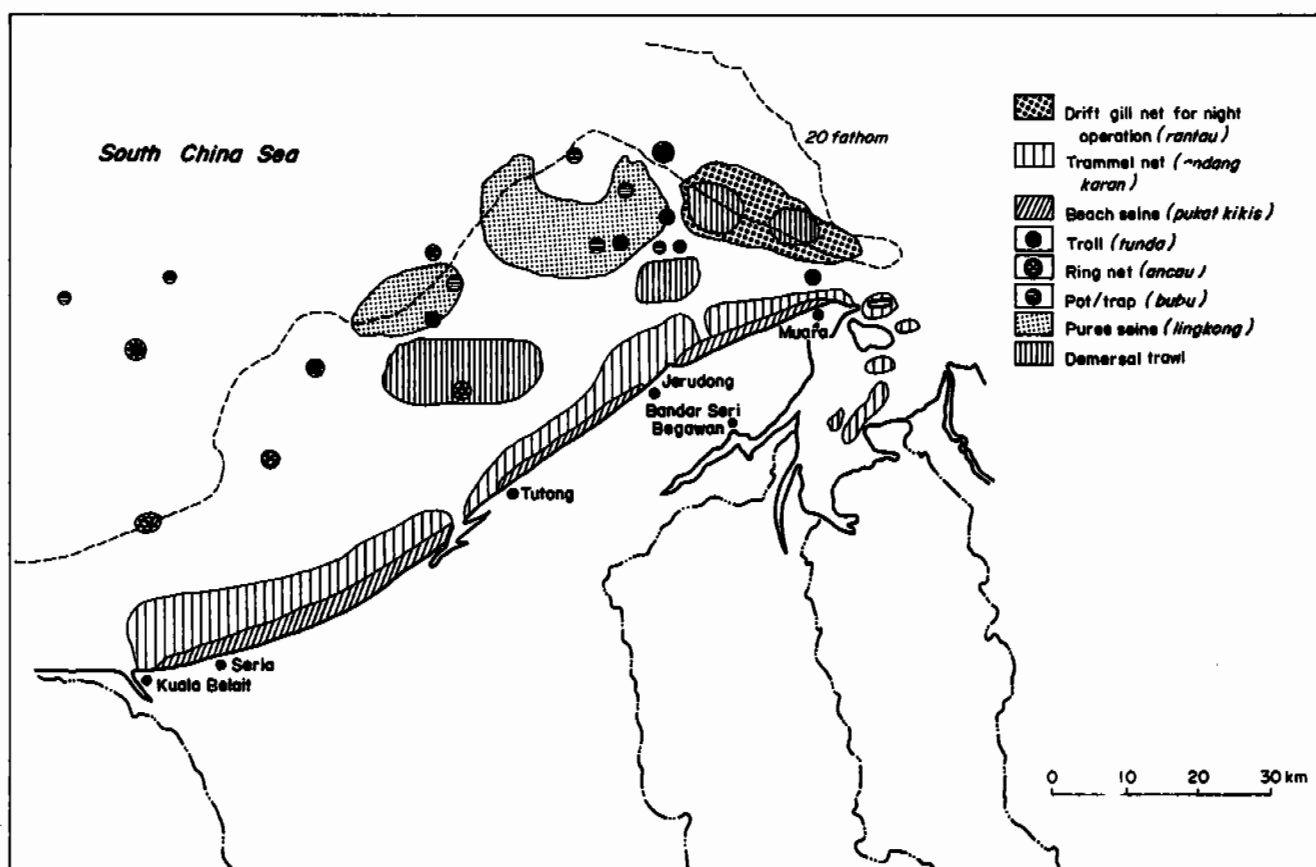 South China Sea
20 fathom
Drift gill net for night
operation (rantau)
Trammel net (andang
karan)
Beach seine (pukat kikis)
Troll (tunda)
Ring net (ancau)
Pot/trap (bubu)
Purse seine (lingkong)
Demersal trawl
Muara
Jerudong
Bandar Seri
Begawan
Tutong
Seria
Kuala Belait
0 10 20 30 km